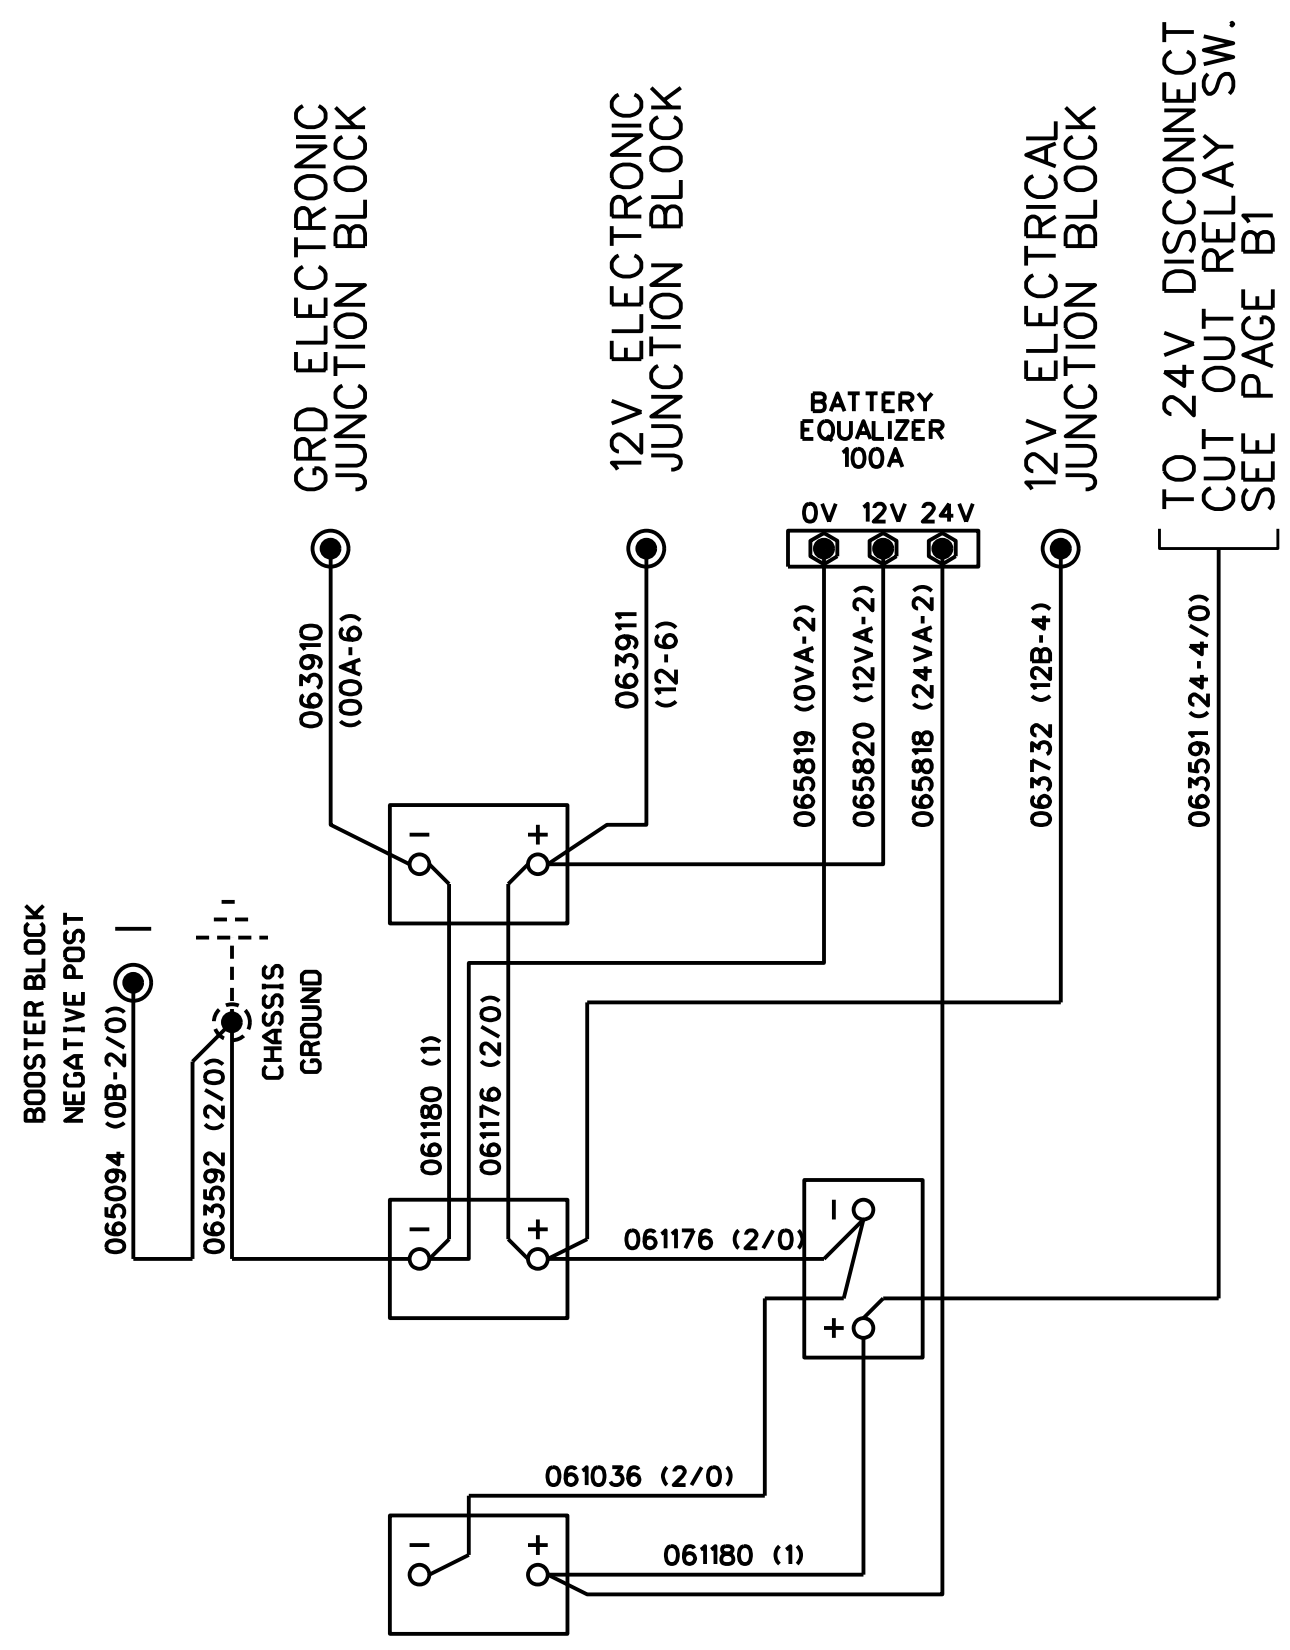 GRD ELECTRONIC
JUNCTION BLOCK
12V ELECTRONIC
JUNCTION BLOCK
BATTERY
EQUALIZER
100A
0V 12V 24V
12V ELECTRICAL
JUNCTION BLOCK
TO 24V DISCONNECT
CUT OUT RELAY SW.
SEE PAGE B1
063910
(00A-6)
063911
(12-6)
065819 (0VA-2)
065820 (12VA-2)
065818 (24VA-2)
063732 (12B-4)
063591 (24-4/0)
- +
BOOSTER BLOCK
NEGATIVE POST
-
065094 (0B-2/0)
063592 (2/0)
CHASSIS
GROUND
061180 (1)
061176 (2/0)
- +
061176 (2/0)
-
+
061036 (2/0)
- +
061180 (1)